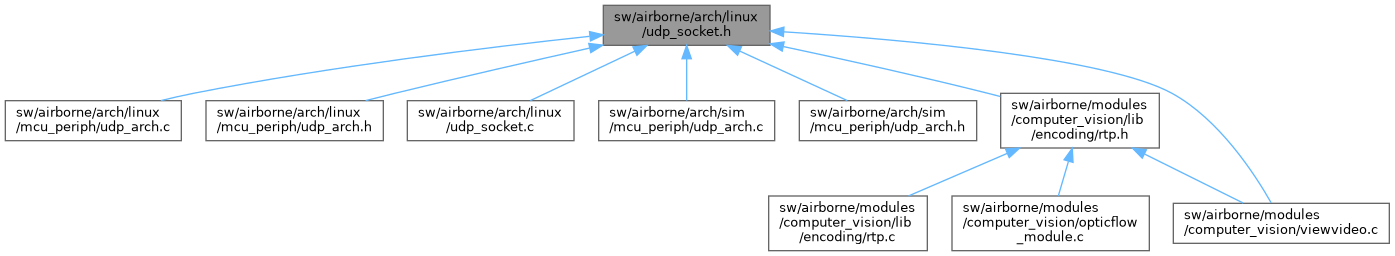 sw/airborne/arch/linux
/udp_socket.h
sw/airborne/arch/linux
/mcu_periph/udp_arch.c
sw/airborne/arch/linux
/mcu_periph/udp_arch.h
sw/airborne/arch/linux
/udp_socket.c
sw/airborne/arch/sim
/mcu_periph/udp_arch.c
sw/airborne/arch/sim
/mcu_periph/udp_arch.h
sw/airborne/modules
/computer_vision/lib
/encoding/rtp.h
sw/airborne/modules
/computer_vision/lib
/encoding/rtp.c
sw/airborne/modules
/computer_vision/opticflow
_module.c
sw/airborne/modules
/computer_vision/viewvideo.c